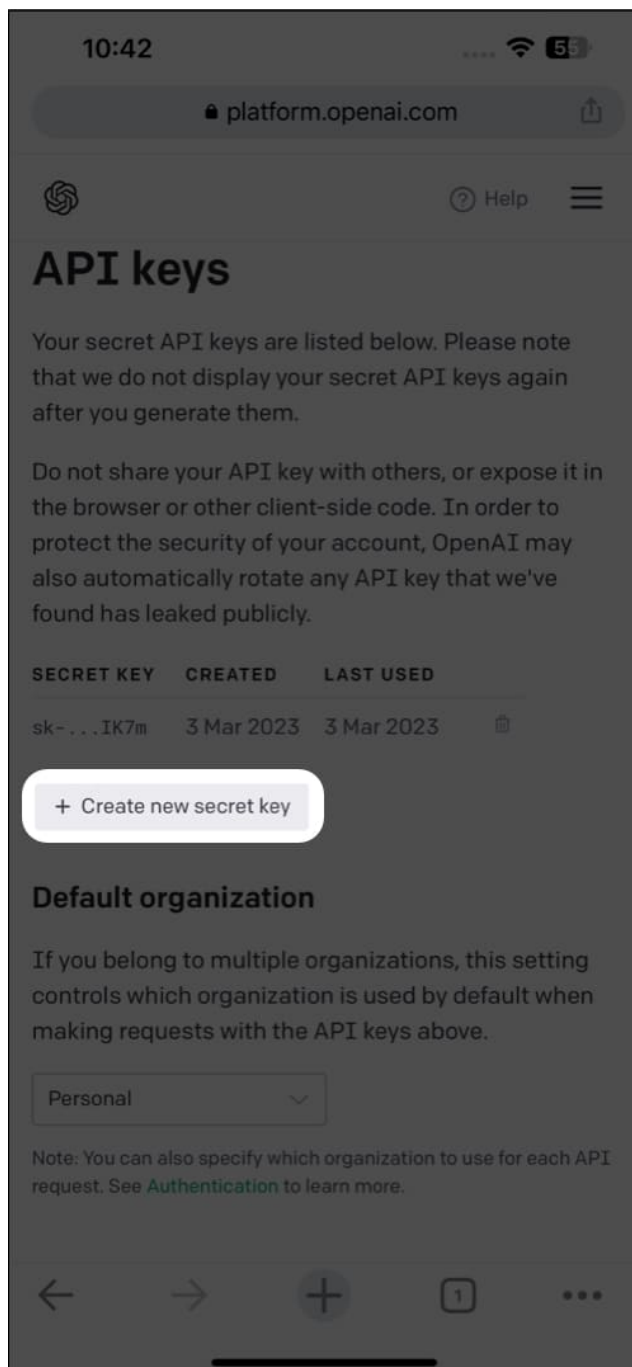 10:42
55
platform.openai.com
Help
API keys
Your secret API keys are listed below. Please note
that we do not display your secret API keys again
after you generate them.
Do not share your API key with others, or expose it in
the browser or other client-side code. In order to
protect the security of your account, OpenAI may
also automatically rotate any API key that we've
found has leaked publicly.
SECRET KEY CREATED LAST USED
sk-...IK7m 3 Mar 2023 3 Mar 2023
+ Create new secret key
Default organization
If you belong to multiple organizations, this setting
controls which organization is used by default when
making requests with the API keys above.
Personal
Note: You can also specify which organization to use for each API
request. See Authentication to learn more.
1